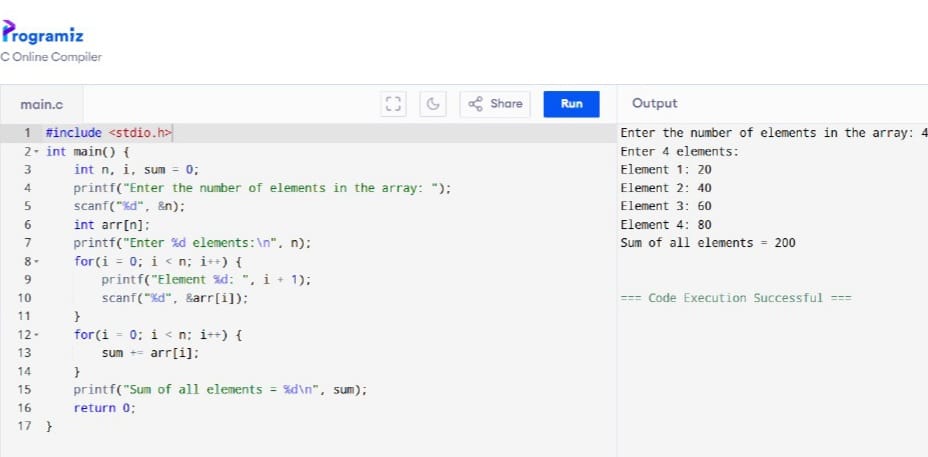 Programiz
C Online Compiler
main.c
Share
Run
Output
1 #include <stdio.h>
2 int main() {
3 int n, i, sum = 0;
4 printf("Enter the number of elements in the array: ");
5 scanf("%d", &n);
6 int arr[n];
7 printf("Enter %d elements:\n", n);
8 for(i = 0; i < n; i++) {
9 printf("Element %d: ", i + 1);
10 scanf("%d", &arr[i]);
11 }
12 for(i = 0; i < n; i++) {
13 sum += arr[i];
14 }
15 printf("Sum of all elements = %d\n", sum);
16 return 0;
17 }
Enter the number of elements in the array: 4
Enter 4 elements:
Element 1: 20
Element 2: 40
Element 3: 60
Element 4: 80
Sum of all elements = 200
=== Code Execution Successful ===